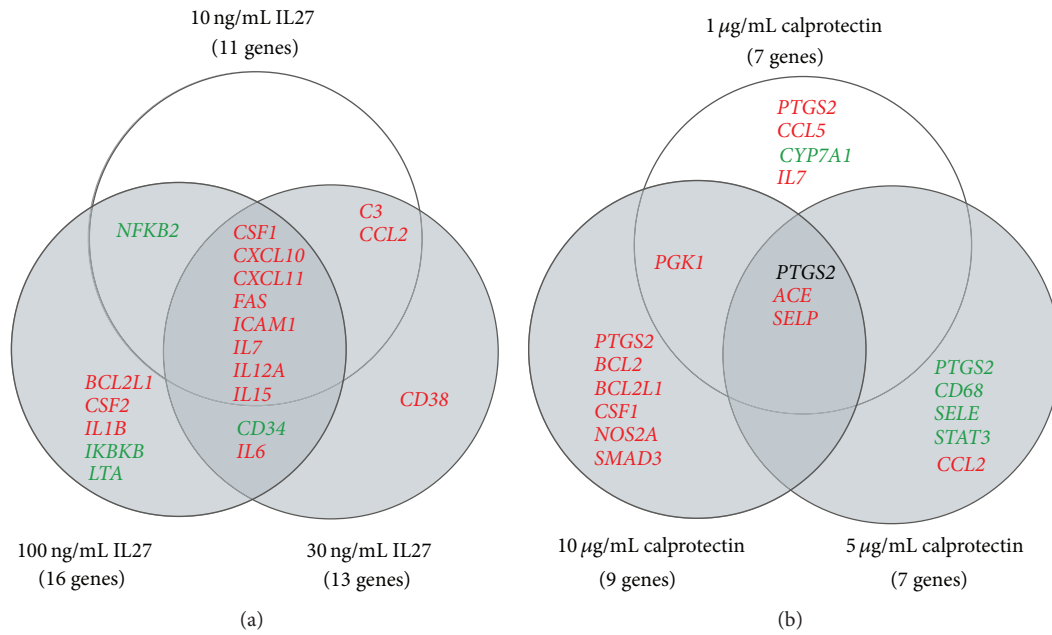 10 ng/mL IL27
(11 genes)
NFKB2
C3
CCL2
CSF1
CXCL10
CXCL11
FAS
ICAM1
IL7
IL12A
IL15
BCL2L1
CSF2
IL1B
IKBKB
LTA
CD34
IL6
CD38
100 ng/mL IL27
(16 genes)
30 ng/mL IL27
(13 genes)
(a)
1 μg/mL calprotectin
(7 genes)
PTGS2
CCL5
CYP7A1
IL7
PGK1
PTGS2
ACE
SELP
PTGS2
BCL2
BCL2L1
CSF1
NOS2A
SMAD3
PTGS2
CD68
SELE
STAT3
CCL2
10 μg/mL calprotectin
(9 genes)
5 μg/mL calprotectin
(7 genes)
(b)